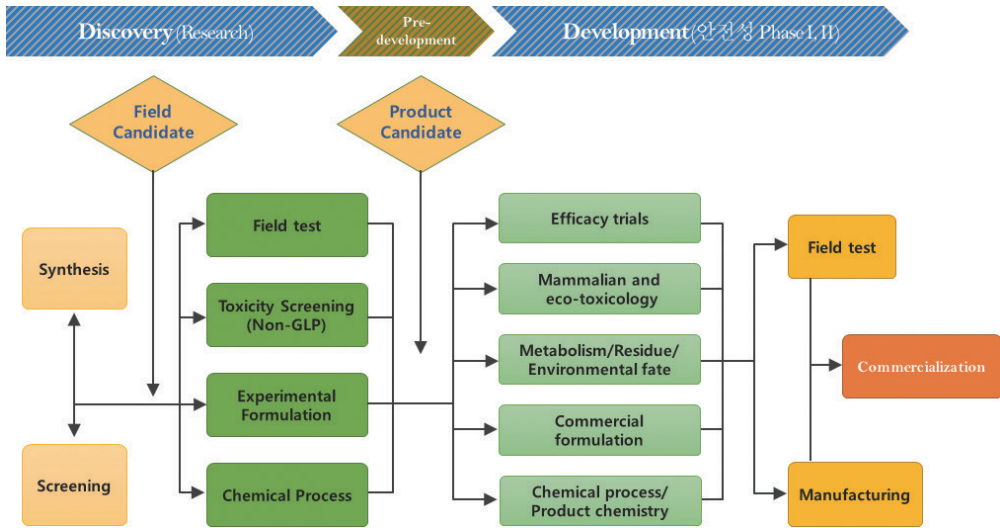 Discovery (Research)
Pre-
development
Development (안전성 Phase I, II)
Field
Candidate
Product
Candidate
Synthesis
Screening
Field test
Toxicity Screening
(Non-GLP)
Experimental
Formulation
Chemical Process
Efficacy trials
Mammalian and
eco-toxicology
Metabolism/Residue/
Environmental fate
Commercial
formulation
Chemical process/
Product chemistry
Field test
Manufacturing
Commercialization